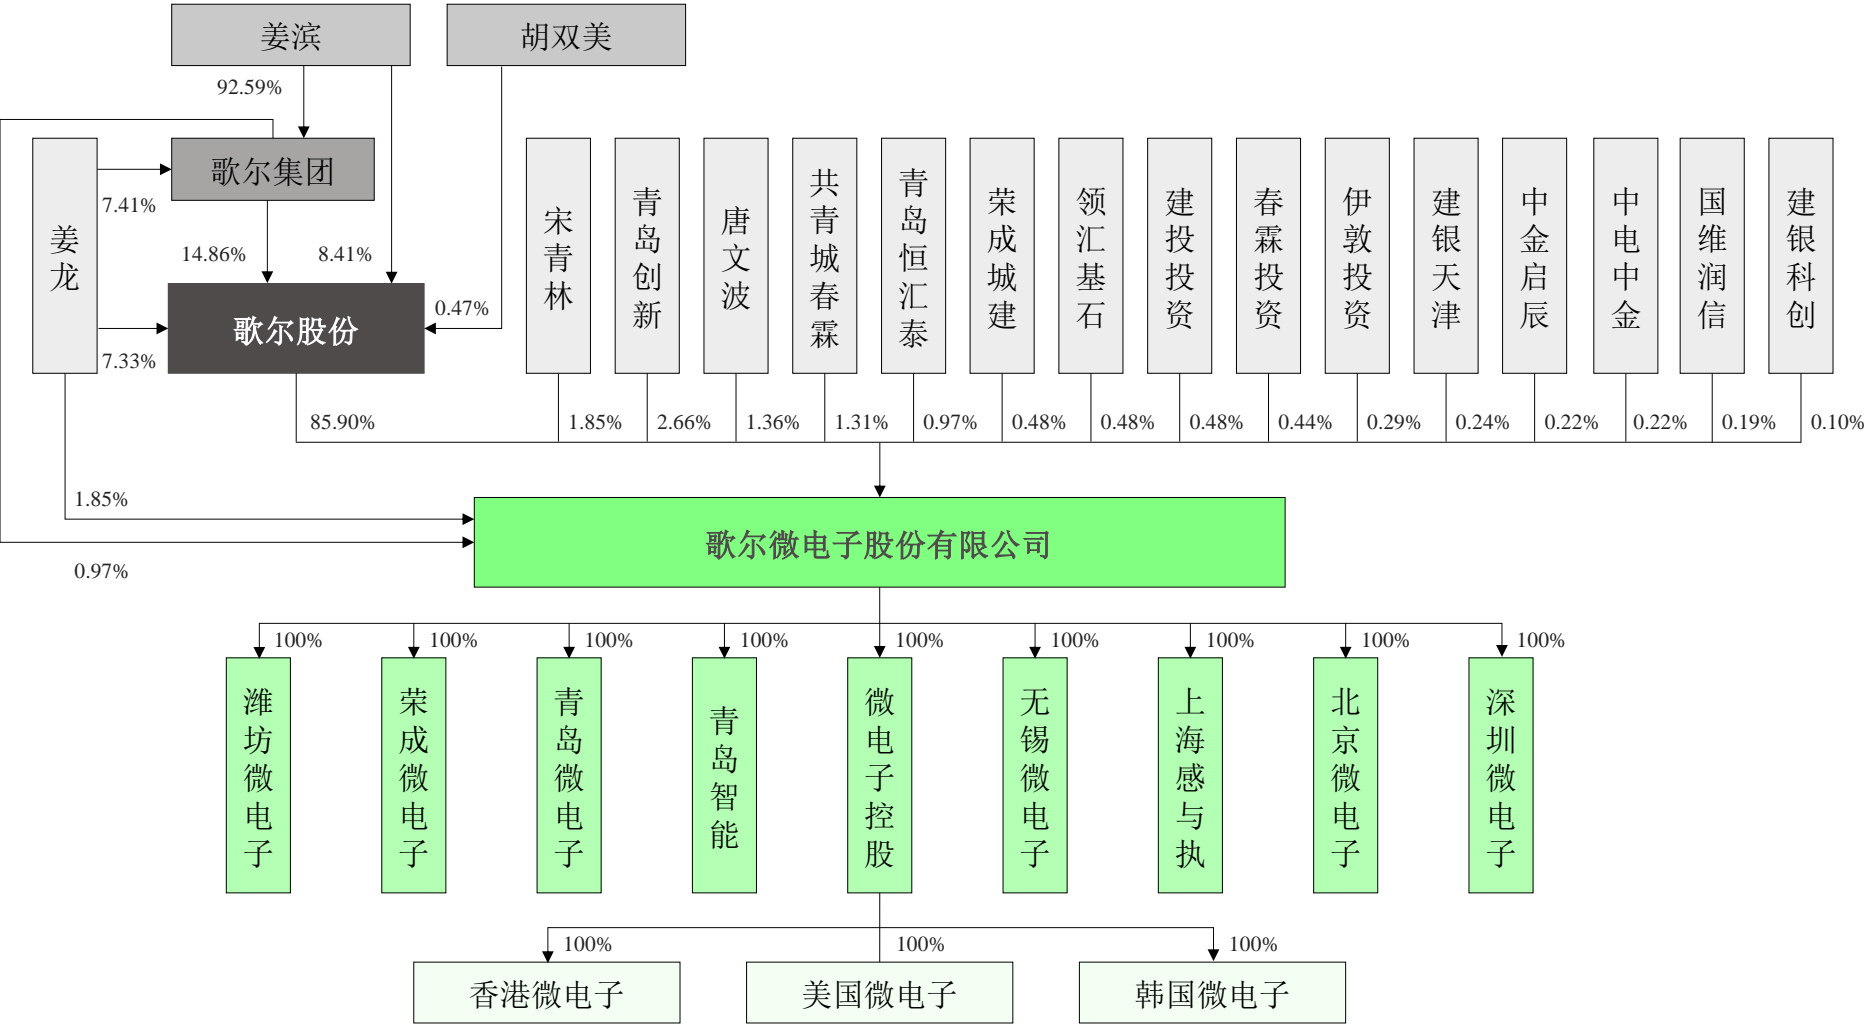 姜滨
胡双美
92.59%
姜龙
歌尔集团
7.41%
14.86%
8.41%
歌尔股份
0.47%
7.33%
宋青林
青岛创新
唐文波
共青城春霖
青岛恒汇泰
荣成城建
领汇基石
建投投资
春霖投资
伊敦投资
建银天津
中金启辰
中电中金
国维润信
建银科创
85.90%
1.85%
2.66%
1.36%
1.31%
0.97%
0.48%
0.48%
0.48%
0.44%
0.29%
0.24%
0.22%
0.22%
0.19%
0.10%
1.85%
歌尔微电子股份有限公司
0.97%
100%
100%
100%
100%
100%
100%
100%
100%
100%
潍坊微电子
荣成微电子
青岛微电子
青岛智能
微电子控股
无锡微电子
上海感与执
北京微电子
深圳微电子
100%
100%
100%
香港微电子
美国微电子
韩国微电子